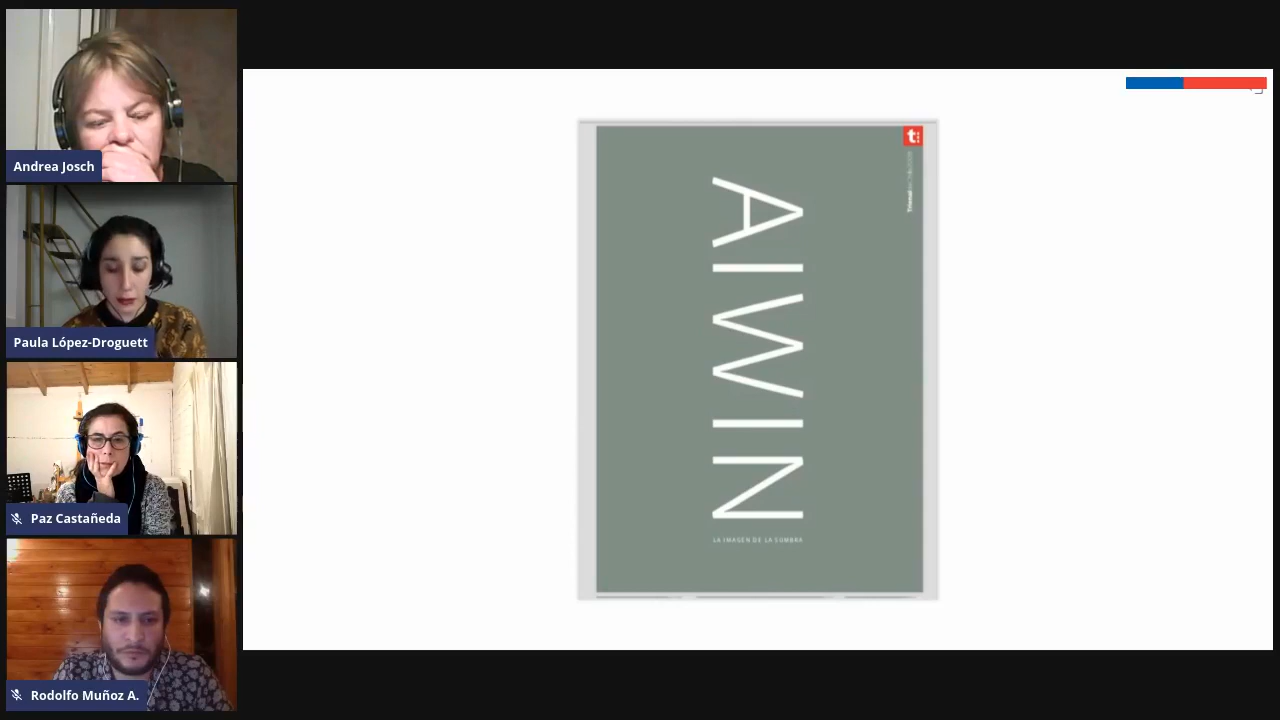 Andrea Josch
Paula López-Droguett
Paz Castañeda
Rodolfo Muñoz A.
t:
AIWIN
LA IMAGEN DE LA SOMBRA